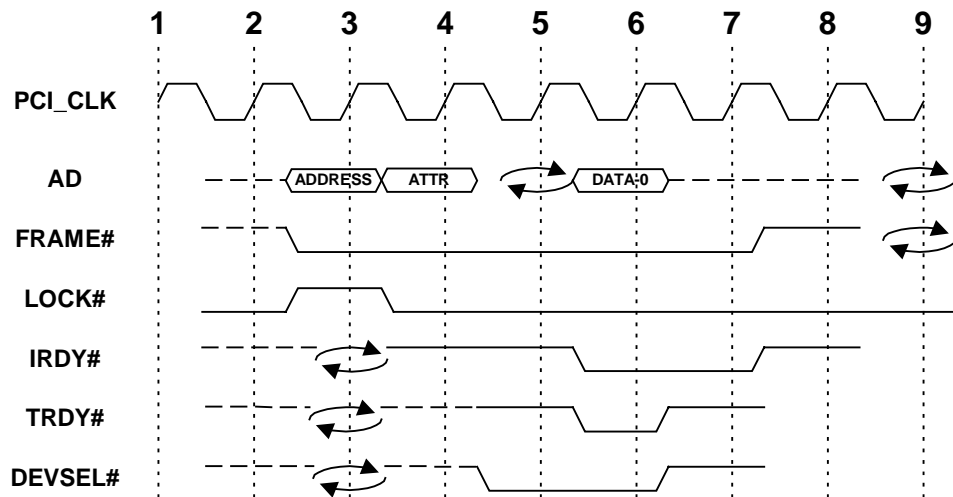 1 2 3 4 5 6 7 8 9
PCI_CLK
AD ADDRESS ATTR DATA-0
FRAME#
LOCK#
IRDY#
TRDY#
DEVSEL#